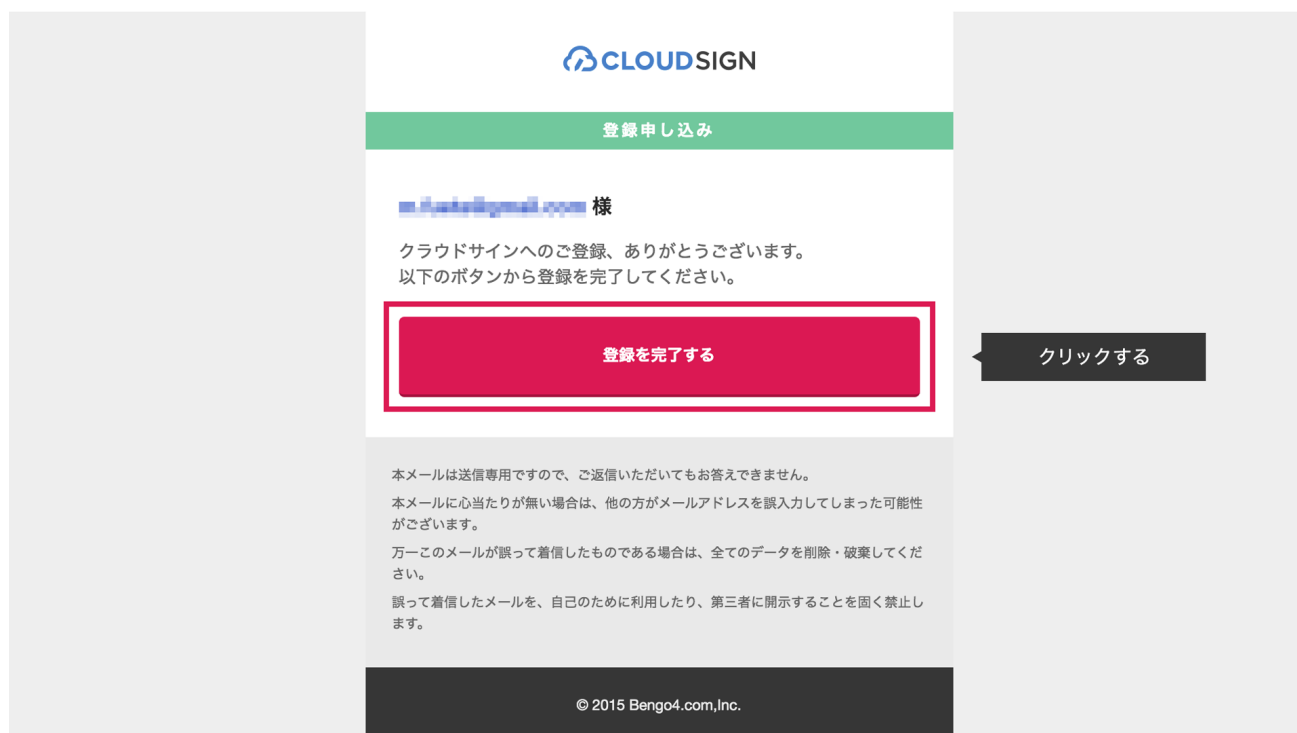 CLOUDSIGN
登録申し込み
様
クラウドサインへのご登録、ありがとうございます。
以下のボタンから登録を完了してください。
登録を完了する
クリックする
本メールは送信専用ですので、ご返信いただいてもお答えできません。
本メールに心当たりが無い場合は、他の方がメールアドレスを誤入力してしまった可能性
がございます。
万一このメールが誤って着信したものである場合は、全てのデータを削除・破棄してくだ
さい。
誤って着信したメールを、自己のために利用したり、第三者に開示することを固く禁止し
ます。
© 2015 Bengo4.com,Inc.